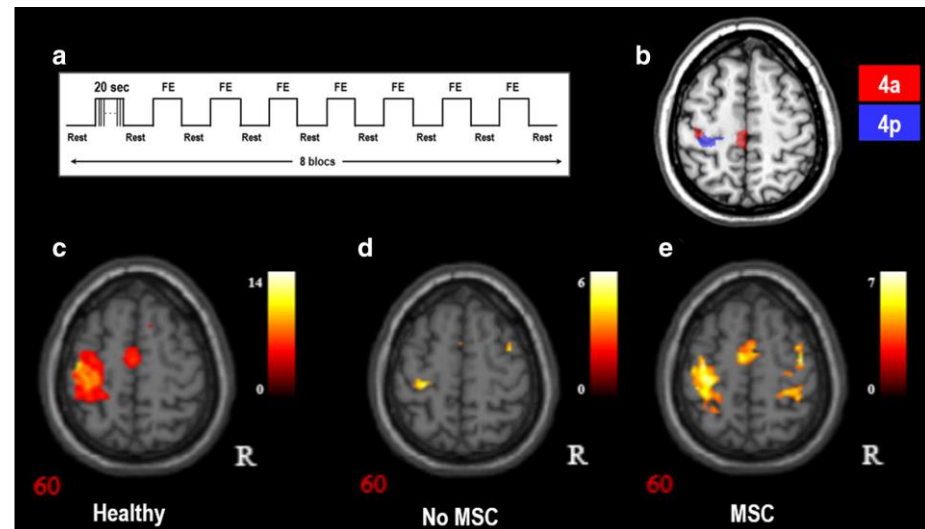 a
20 sec FE FE FE FE FE FE FE
Rest Rest Rest Rest Rest Rest Rest Rest Rest
8 blocs
b
4a
4p
c
14
0
R
60
Healthy
d
6
0
R
60
No MSC
e
7
0
R
60
MSC